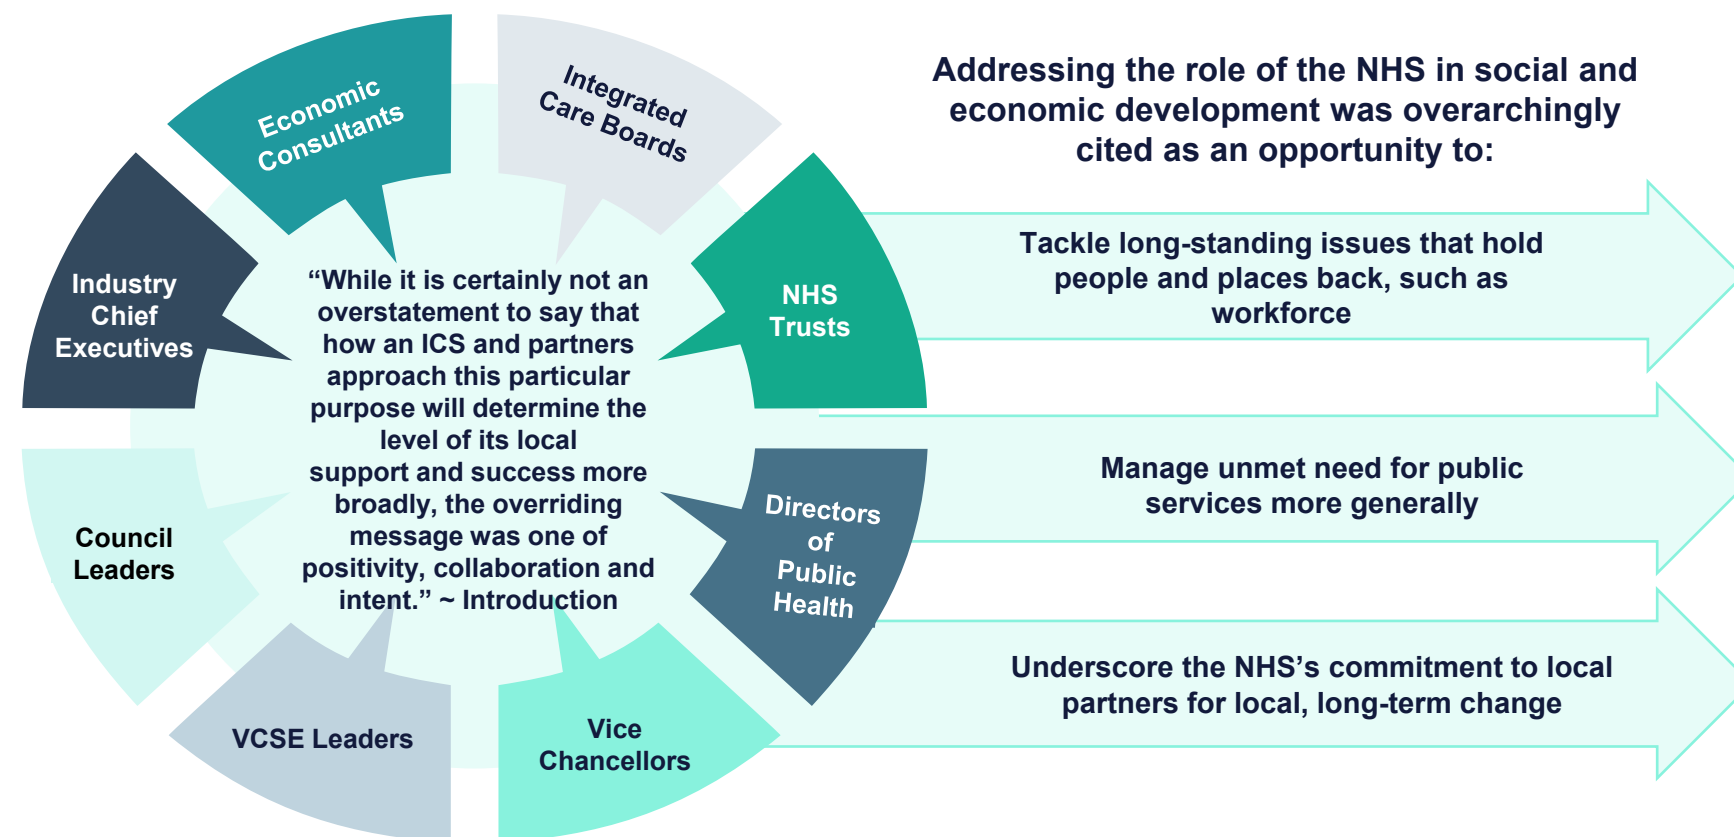 Economic
Consultants
Integrated
Care Boards
Industry
Chief
Executives
NHS
Trusts
Council
Leaders
Directors
of
Public
Health
VCSE Leaders
Vice
Chancellors
“While it is certainly not an
overstatement to say that
how an ICS and partners
approach this particular
purpose will determine the
level of its local
support and success more
broadly, the overriding
message was one of
positivity, collaboration and
intent.” ~ Introduction
Addressing the role of the NHS in social and
economic development was overarchingly
cited as an opportunity to:
Tackle long-standing issues that hold
people and places back, such as
workforce
Manage unmet need for public
services more generally
Underscore the NHS’s commitment to local
partners for local, long-term change